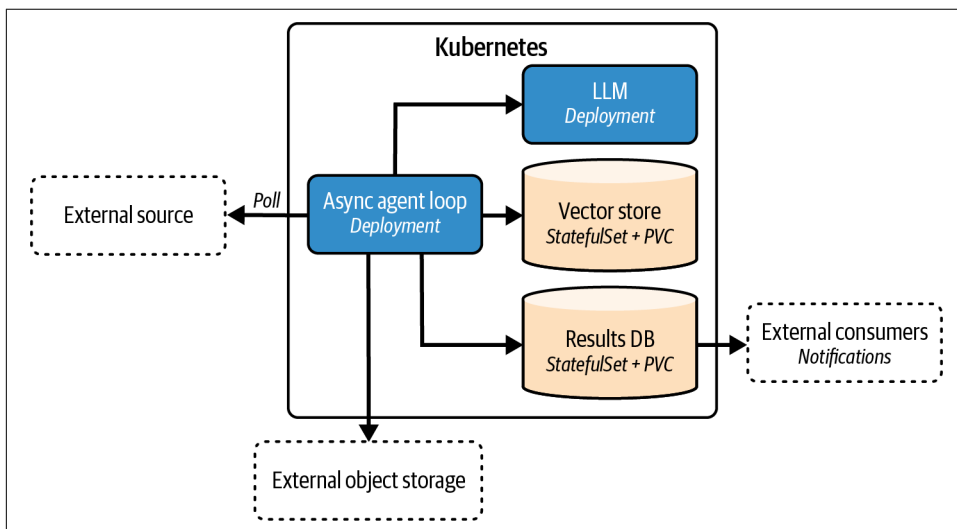 Kubernetes
LLM
Deployment
External source
Poll
Async agent loop
Deployment
Vector store
StatefulSet + PVC
Results DB
StatefulSet + PVC
External consumers
Notifications
External object storage